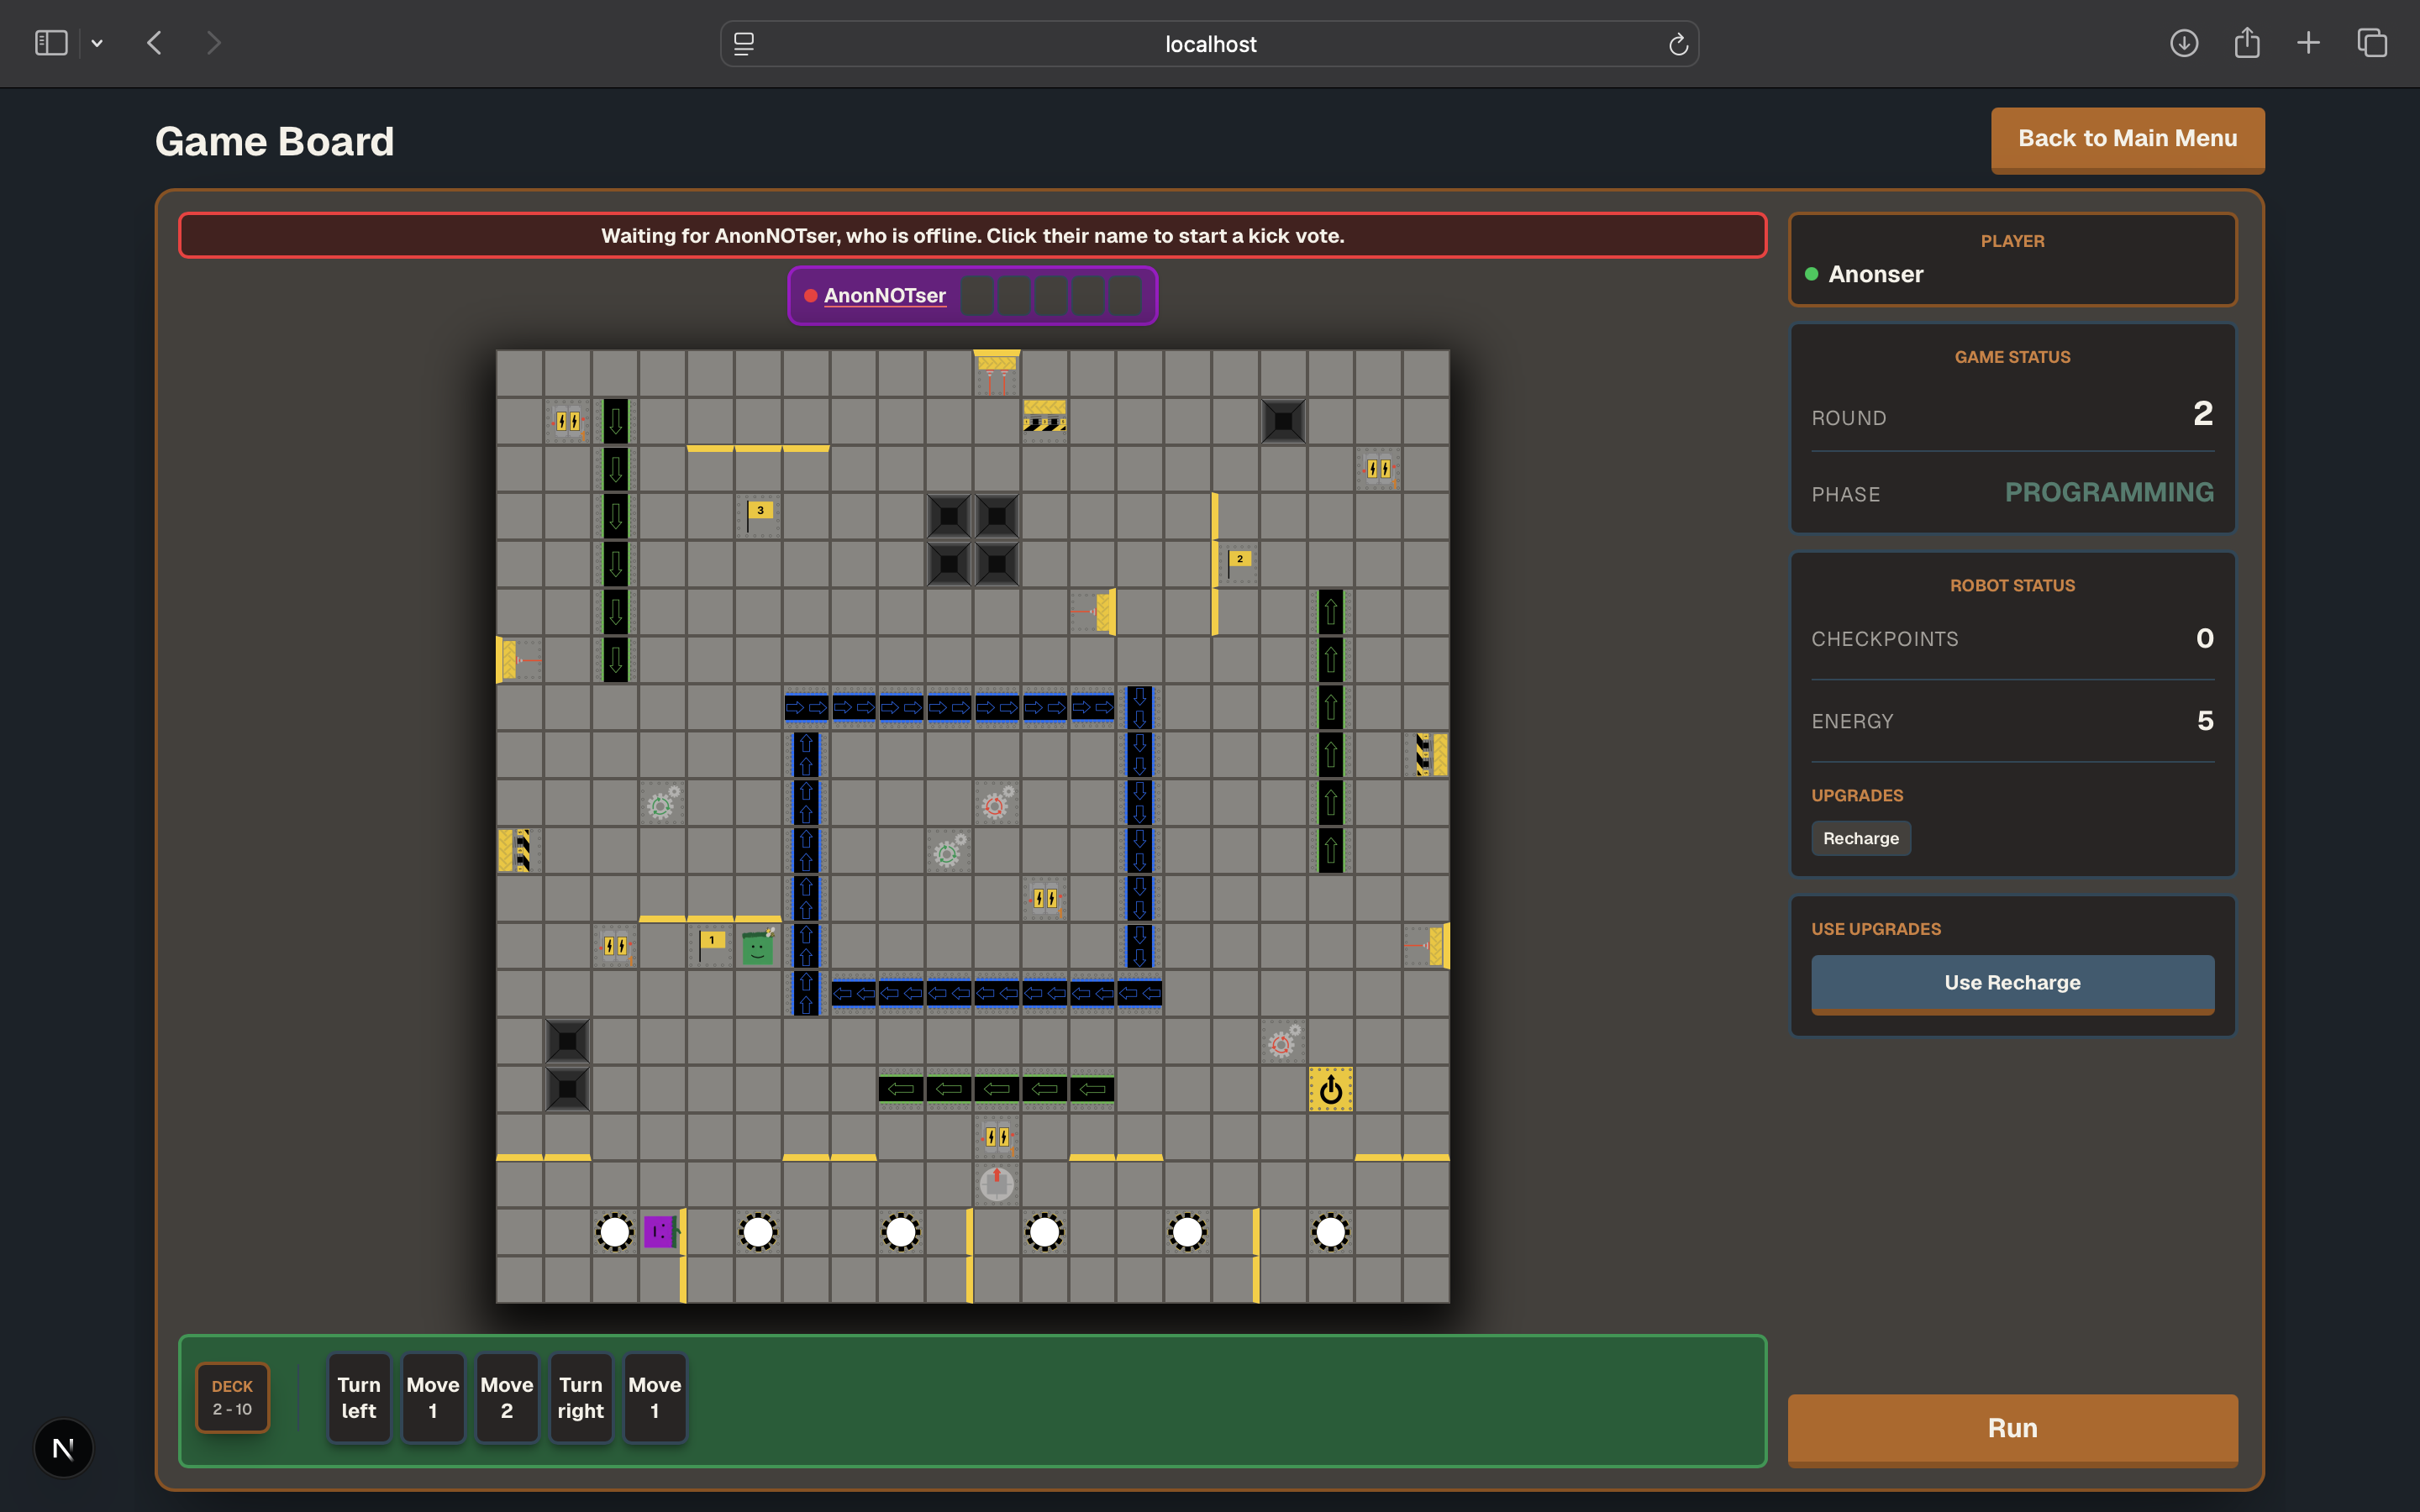 localhost
Game Board
Back to Main Menu
Waiting for AnonNOTser, who is offline. Click their name to start a kick vote.
AnonNOTser
3
2
1
PLAYER
Anonser
GAME STATUS
ROUND 2
PHASE PROGRAMMING
ROBOT STATUS
CHECKPOINTS 0
ENERGY 5
UPGRADES
Recharge
USE UPGRADES
Use Recharge
DECK
2 - 10
Turn left
Move 1
Move 2
Turn right
Move 1
Run
N